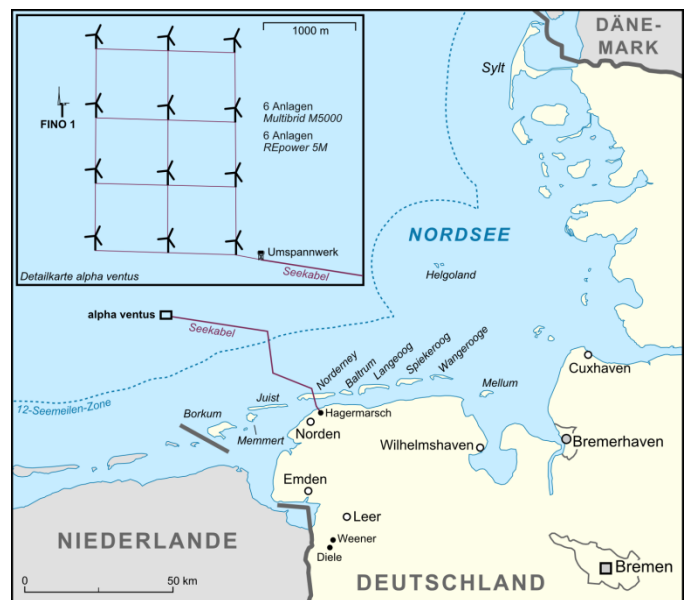 1000 m
FINO 1
6 Anlagen
Multibrid M5000
6 Anlagen
REpower 5M
Umspannwerk
Seekabel
Detailkarte alpha ventus
DÄNE-
MARK
Sylt
NORDSEE
Helgoland
alpha ventus
Seekabel
12-Seemeilen-Zone
Norderney
Baltrum
Langeoog
Spiekeroog
Wangerooge
Mellum
Cuxhaven
Juist
Borkum
Memmert
Hagermarsch
Norden
Wilhelmshaven
Bremerhaven
Emden
Leer
Weener
Diele
NIEDERLANDE
DEUTSCHLAND
Bremen
0
50 km